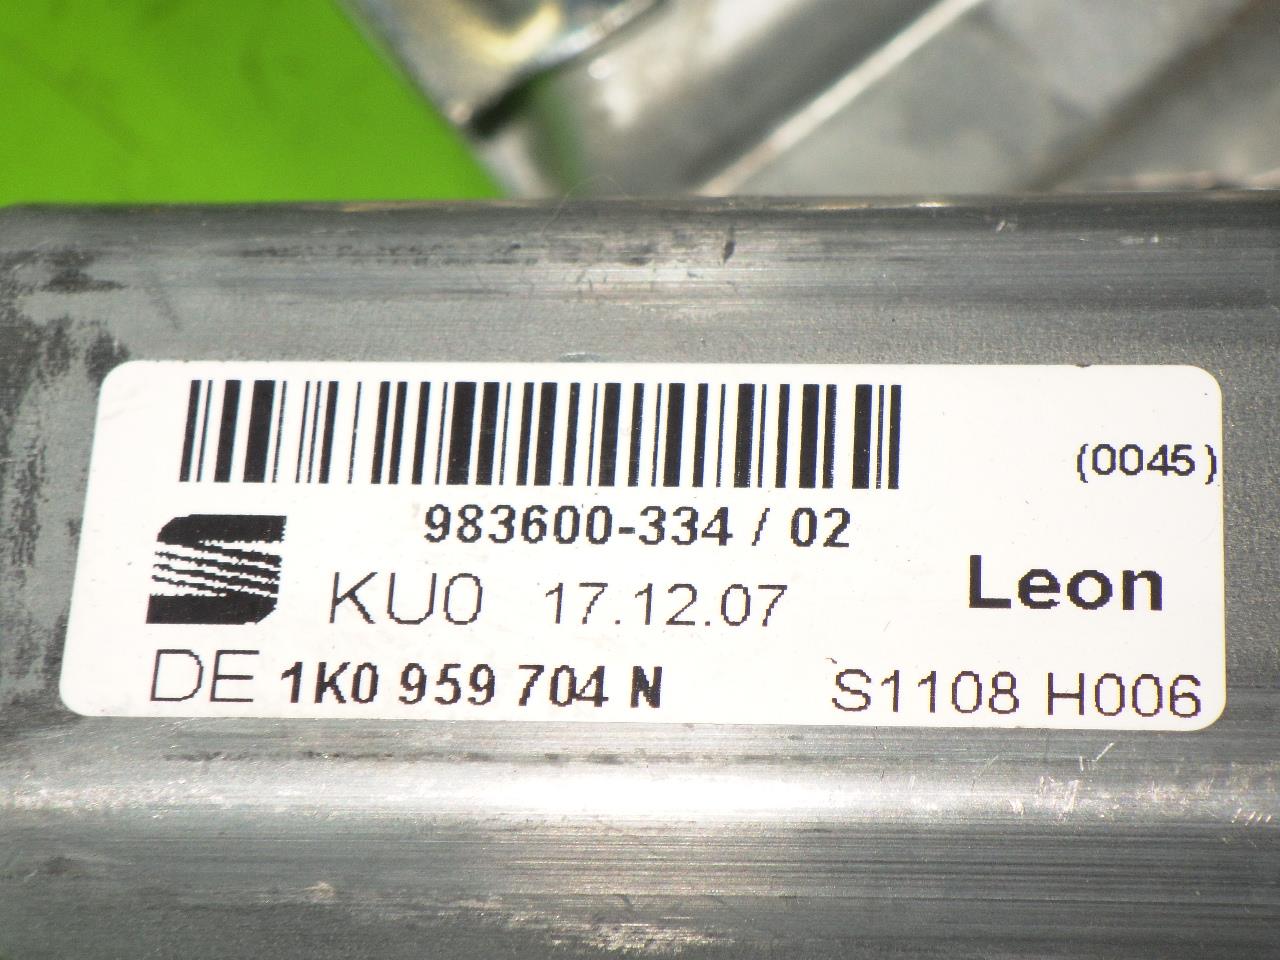 (0045)
983600-334 / 02
KU0 17.12.07 Leon
DE 1K0 959 704 N S1108 H006